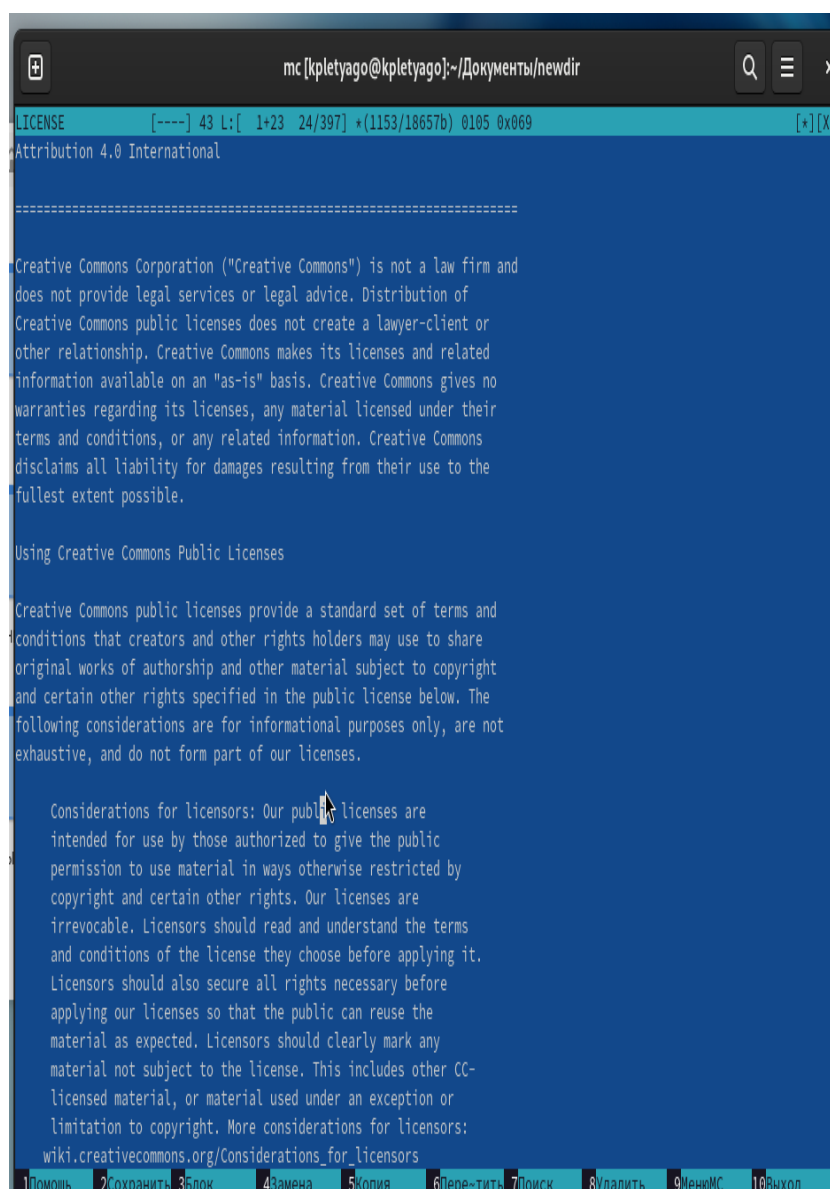 mc [kpletyago@kpletyago]:~/Документы/newdir
LICENSE [----] 43 L:[ 1+23 24/397] *(1153/18657b) 0105 0x069 [*][X
Attribution 4.0 International
=======================================================================
Creative Commons Corporation ("Creative Commons") is not a law firm and
does not provide legal services or legal advice. Distribution of
Creative Commons public licenses does not create a lawyer-client or
other relationship. Creative Commons makes its licenses and related
information available on an "as-is" basis. Creative Commons gives no
warranties regarding its licenses, any material licensed under their
terms and conditions, or any related information. Creative Commons
disclaims all liability for damages resulting from their use to the
fullest extent possible.
Using Creative Commons Public Licenses
Creative Commons public licenses provide a standard set of terms and
conditions that creators and other rights holders may use to share
original works of authorship and other material subject to copyright
and certain other rights specified in the public license below. The
following considerations are for informational purposes only, are not
exhaustive, and do not form part of our licenses.
Considerations for licensors: Our public licenses are
intended for use by those authorized to give the public
permission to use material in ways otherwise restricted by
copyright and certain other rights. Our licenses are
irrevocable. Licensors should read and understand the terms
and conditions of the license they choose before applying it.
Licensors should also secure all rights necessary before
applying our licenses so that the public can reuse the
material as expected. Licensors should clearly mark any
material not subject to the license. This includes other CC-
licensed material, or material used under an exception or
limitation to copyright. More considerations for licensors:
wiki.creativecommons.org/Considerations_for_licensors
1Помощь 2Сохранить 3Блок 4Замена 5Копия 6Пере~тить 7Поиск 8Удалить 9МенюMC 10Выход